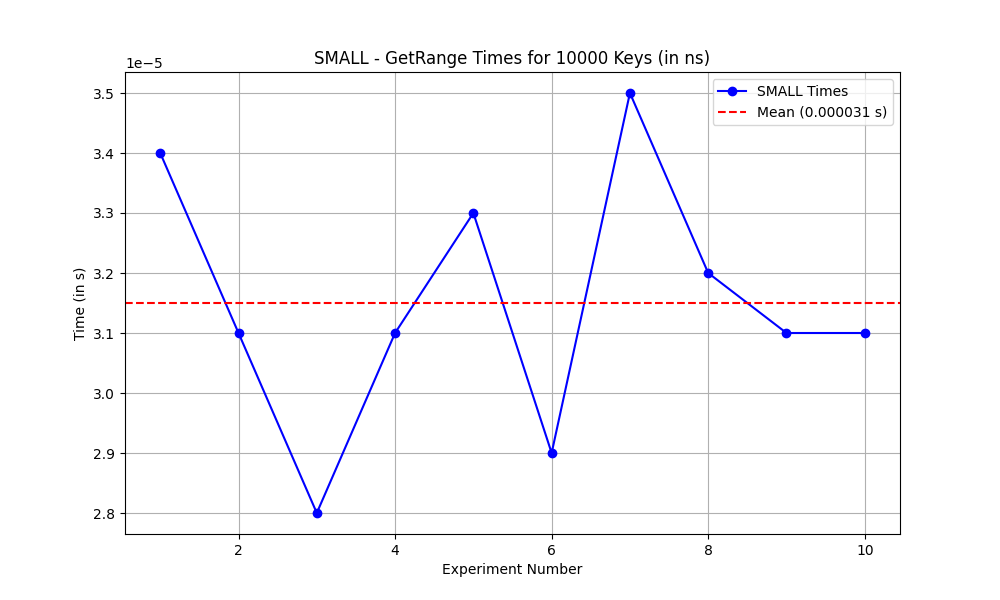 SMALL - GetRange Times for 10000 Keys (in ns)
1e−5
SMALL Times
Mean (0.000031 s)
3.5
3.4
3.3
3.2
3.1
3.0
2.9
2.8
Time (in s)
2 4 6 8 10
Experiment Number